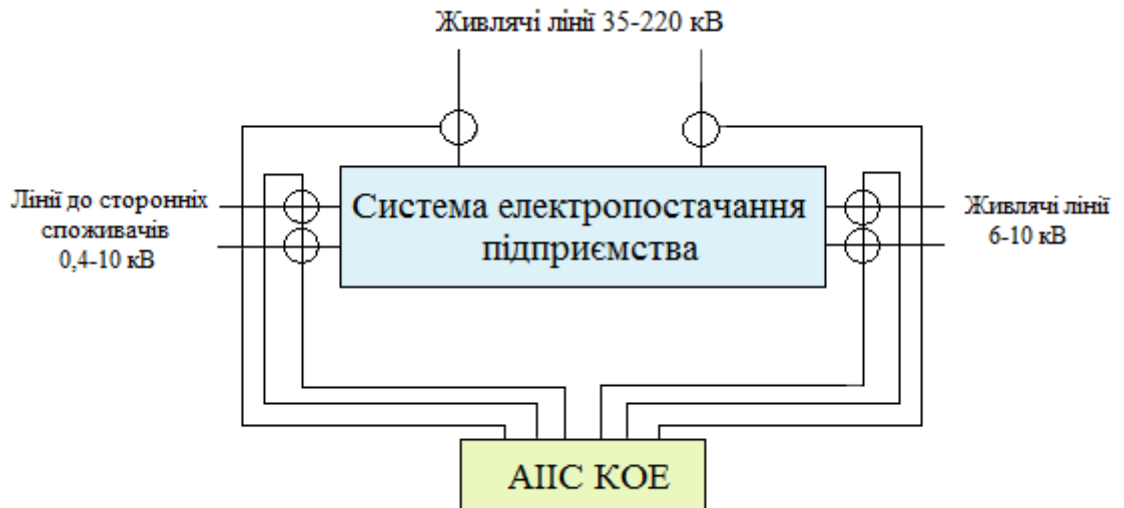 Живлячі лінії 35-220 кВ
Лінії до сторонніх
споживачів
0,4-10 кВ
Система електропостачання
підприємства
Живлячі лінії
6-10 кВ
АІІС КОЕ